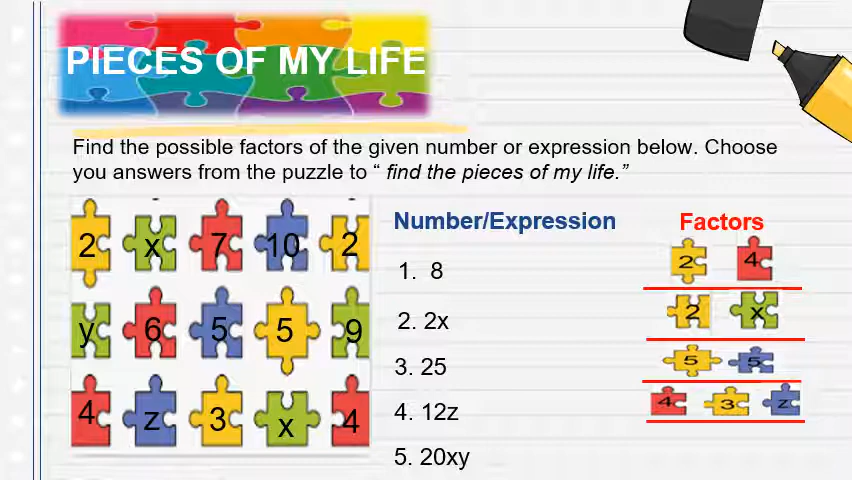 PIECES OF MY LIFE
Find the possible factors of the given number or expression below. Choose
you answers from the puzzle to “ find the pieces of my life.”
Number/Expression Factors
2 x 7 10 2
1. 8 2 4
2. 2x 2 x
y 6 5 5 9
3. 25 5 5
4 z 3 x 4
4. 12z 4 3 z
5. 20xy